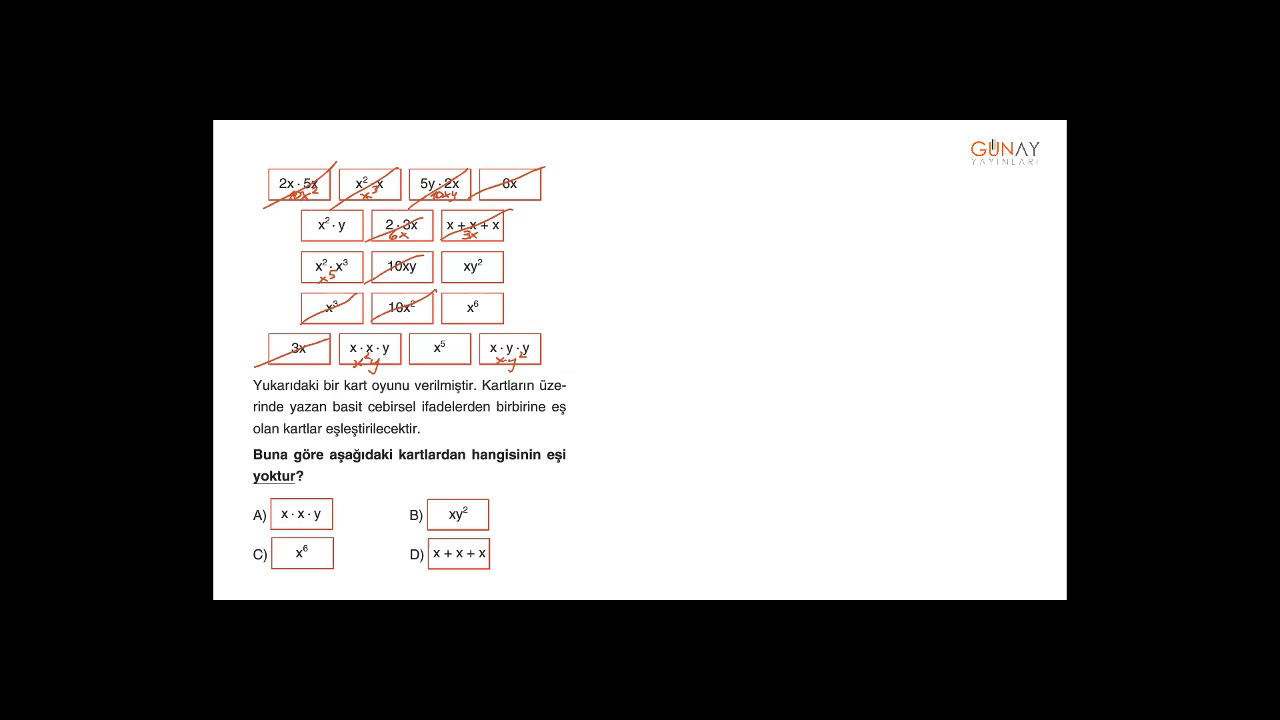 GÜNAY
YAYINLARI
2x · 5x x² · x 5y · 2x 6x
10x² x³ 10xy
x² · y 2 · 3x x + x + x
6x 3x
x² · x³ 10xy xy²
x5
x³ 10x² x⁶
3x x · x · y x⁵ x · y · y
x²y x·y²
Yukarıdaki bir kart oyunu verilmiştir. Kartların üze-
rinde yazan basit cebirsel ifadelerden birbirine eş
olan kartlar eşleştirilecektir.
Buna göre aşağıdaki kartlardan hangisinin eşi
yoktur?
A) x · x · y B) xy²
C) x⁶ D) x + x + x